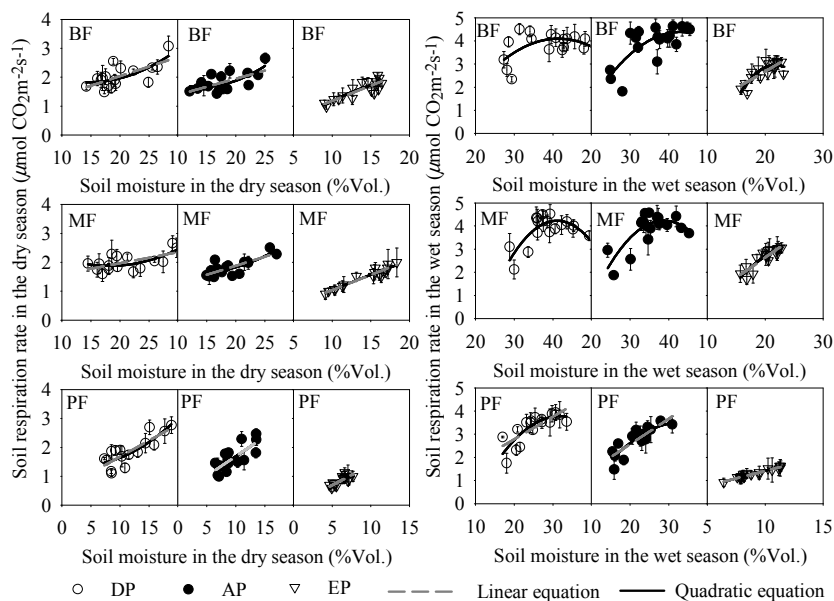 Soil respiration rate in the dry season (µmol CO2m-2s-1)
4
3
2
1
0
BF BF BF
10 15 20 25 10 15 20 25 5 10 15 20
Soil moisture in the dry season (%Vol.)
4
3
2
1
0
MF
10 15 20 25 10 15 20 25 5 10 15 20
Soil moisture in the dry season (%Vol.)
4
3
2
1
0
PF PF PF
0 5 10 15 0 5 10 15 0 5 10 15
Soil moisture in the dry season (%Vol.)
Soil respiration rate in the wet season (µmol CO2m-2s-1)
5
4
3
2
1
0
BF BF BF
20 30 40 20 30 40 10 20 30
Soil moisture in the wet season (%Vol.)
5
4
3
2
1
0
MF MF MF
20 30 40 20 30 40 10 20 30
Soil moisture in the wet season (%Vol.)
5
4
3
2
1
0
PF PF PF
10 20 30 10 20 30 5 10 15
Soil moisture in the wet season (%Vol.)
DP AP EP Linear equation Quadratic equation